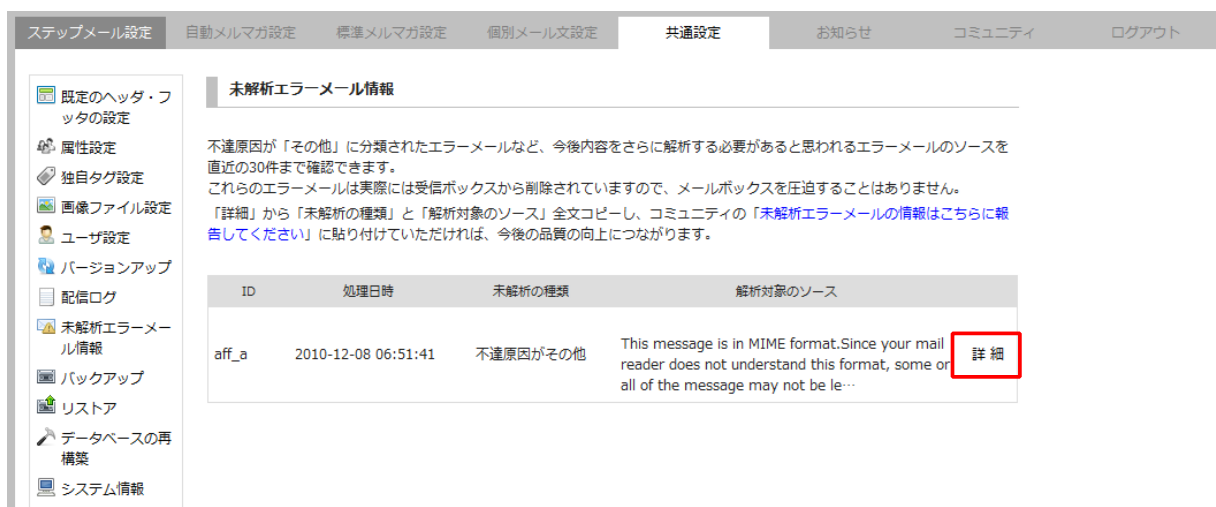 ステップメール設定
自動メルマガ設定
標準メルマガ設定
個別メール文設定
共通設定
お知らせ
コミュニティ
ログアウト
既定のヘッダ・フ
ッタの設定
属性設定
独自タグ設定
画像ファイル設定
ユーザ設定
バージョンアップ
配信ログ
未解析エラーメー
ル情報
バックアップ
リストア
データベースの再
構築
システム情報
未解析エラーメール情報
不達原因が「その他」に分類されたエラーメールなど、今後内容をさらに解析する必要があると思われるエラーメールのソースを
直近の30件まで確認できます。
これらのエラーメールは実際には受信ボックスから削除されていますので、メールボックスを圧迫することはありません。
「詳細」から「未解析の種類」と「解析対象のソース」全文コピーし、コミュニティの「未解析エラーメールの情報はこちらに報
告してください」に貼り付けていただければ、今後の品質の向上につながります。
ID 処理日時 未解析の種類 解析対象のソース
aff_a 2010-12-08 06:51:41 不達原因がその他
This message is in MIME format.Since your mail
reader does not understand this format, some or
all of the message may not be le…
詳 細